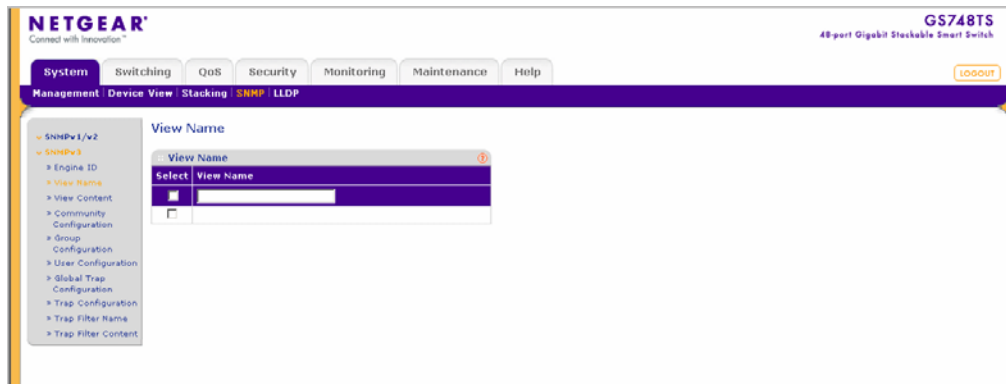 NETGEAR®
GS748TS
Connect with Innovation™
48-port Gigabit Stackable Smart Switch
System Switching QoS Security Monitoring Maintenance Help
LOGOUT
Management Device View Stacking SNMP LLDP
SNMPv1/v2
SNMPv3
» Engine ID
» View Name
» View Content
» Community
Configuration
» Group
Configuration
» User Configuration
» Global Trap
Configuration
» Trap Configuration
» Trap Filter Name
» Trap Filter Content
View Name
View Name
Select View Name